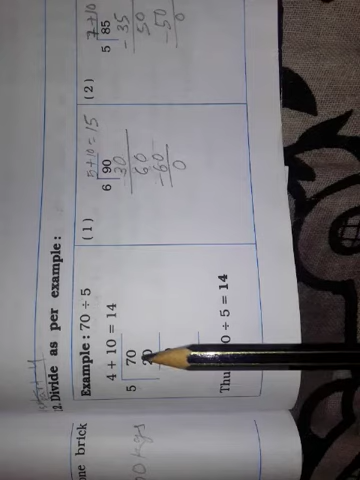 2. Divide as per example :
Example : 70 ÷ 5
4 + 10 = 14
5 70
20
Thu 0 ÷ 5 = 14
(1)
5+10=15
6 90
30
60
-60
0
(2)
7+10
5 85
-35
50
-50
0
ne brick
00 kgs